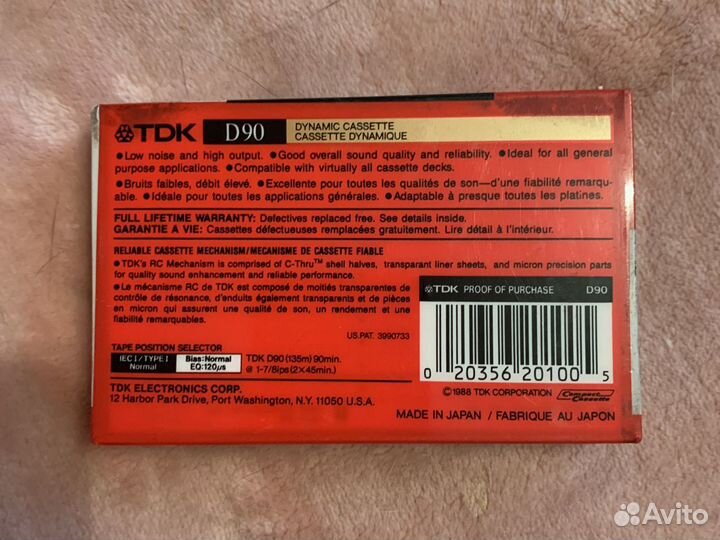 TDK D90 DYNAMIC CASSETTE
CASSETTE DYNAMIQUE
●Low noise and high output. ●Good overall sound quality and reliability. ●Ideal for all general
purpose applications. ●Compatible with virtually all cassette decks.
●Bruits faibles, débit élevé. ●Excellente pour toutes les qualités de son—d'une fiabilité remarqu-
able. ●Idéale pour toutes les applications générales. ●Adaptable à presque toutes les platines.
FULL LIFETIME WARRANTY: Defectives replaced free. See details inside.
GARANTIE A VIE: Cassettes défectueuses remplacées gratuitement. Lire détail à l'intérieur.
RELIABLE CASSETTE MECHANISM/MECANISME DE CASSETTE FIABLE
●TDK's RC Mechanism is comprised of C-Thru™ shell halves, transparant liner sheets, and micron precision parts
for quality sound enhancement and reliable performance.
●Le mécanisme RC de TDK est composé de moitiés transparentes de
contrôle de résonance, d'enduits également transparents et de pièces
en micron qui assurent une qualité de son, un rendement et une
fiabilité remarquables.
US.PAT. 3990733
TAPE POSITION SELECTOR
IEC I/TYPE I
Normal
Bias:Normal
EQ:120µs
TDK D90(135m) 90min.
@ 1-7/8ips (2×45min.)
TDK ELECTRONICS CORP.
12 Harbor Park Drive, Port Washington, N.Y. 11050 U.S.A.
TDK PROOF OF PURCHASE D90
0 20356 20100 5
©1988 TDK CORPORATION Compact Cassette
MADE IN JAPAN / FABRIQUE AU JAPON
Avito